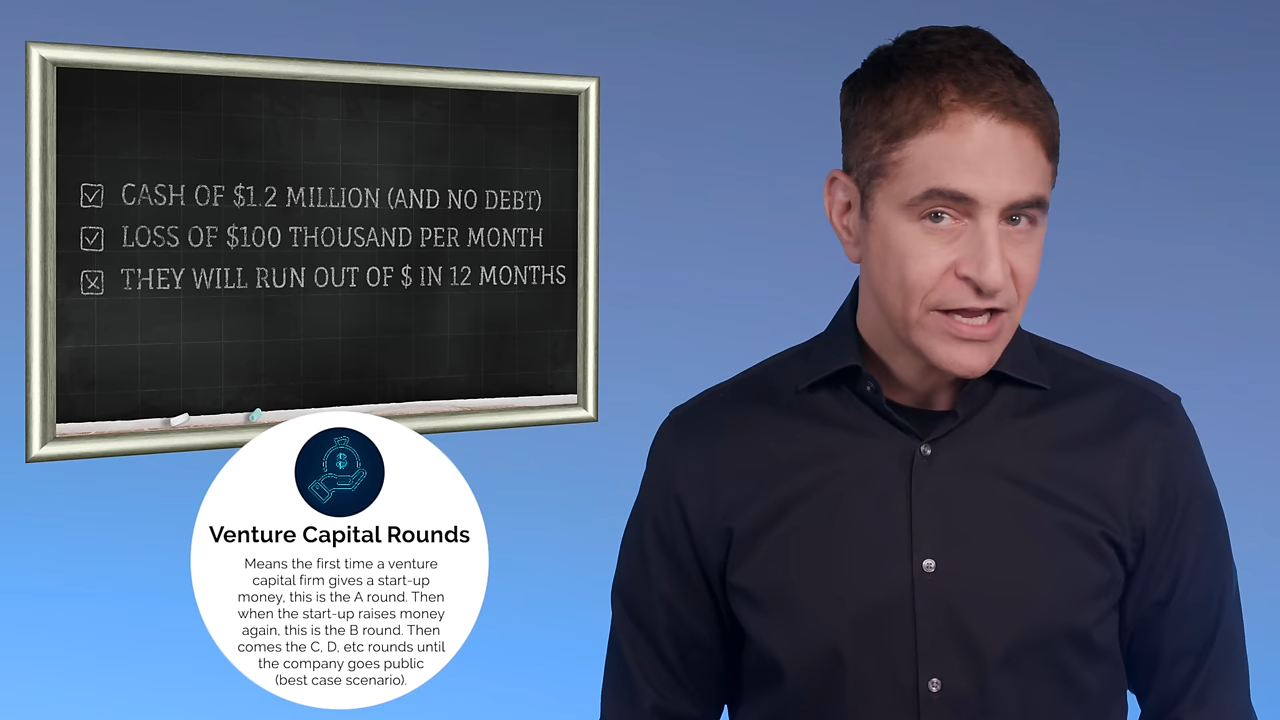 CASH OF $1.2 MILLION (AND NO DEBT)
LOSS OF $100 THOUSAND PER MONTH
THEY WILL RUN OUT OF $ IN 12 MONTHS
$
Venture Capital Rounds
Means the first time a venture
capital firm gives a start-up
money, this is the A round. Then
when the start-up raises money
again, this is the B round. Then
comes the C, D, etc rounds until
the company goes public
(best case scenario).